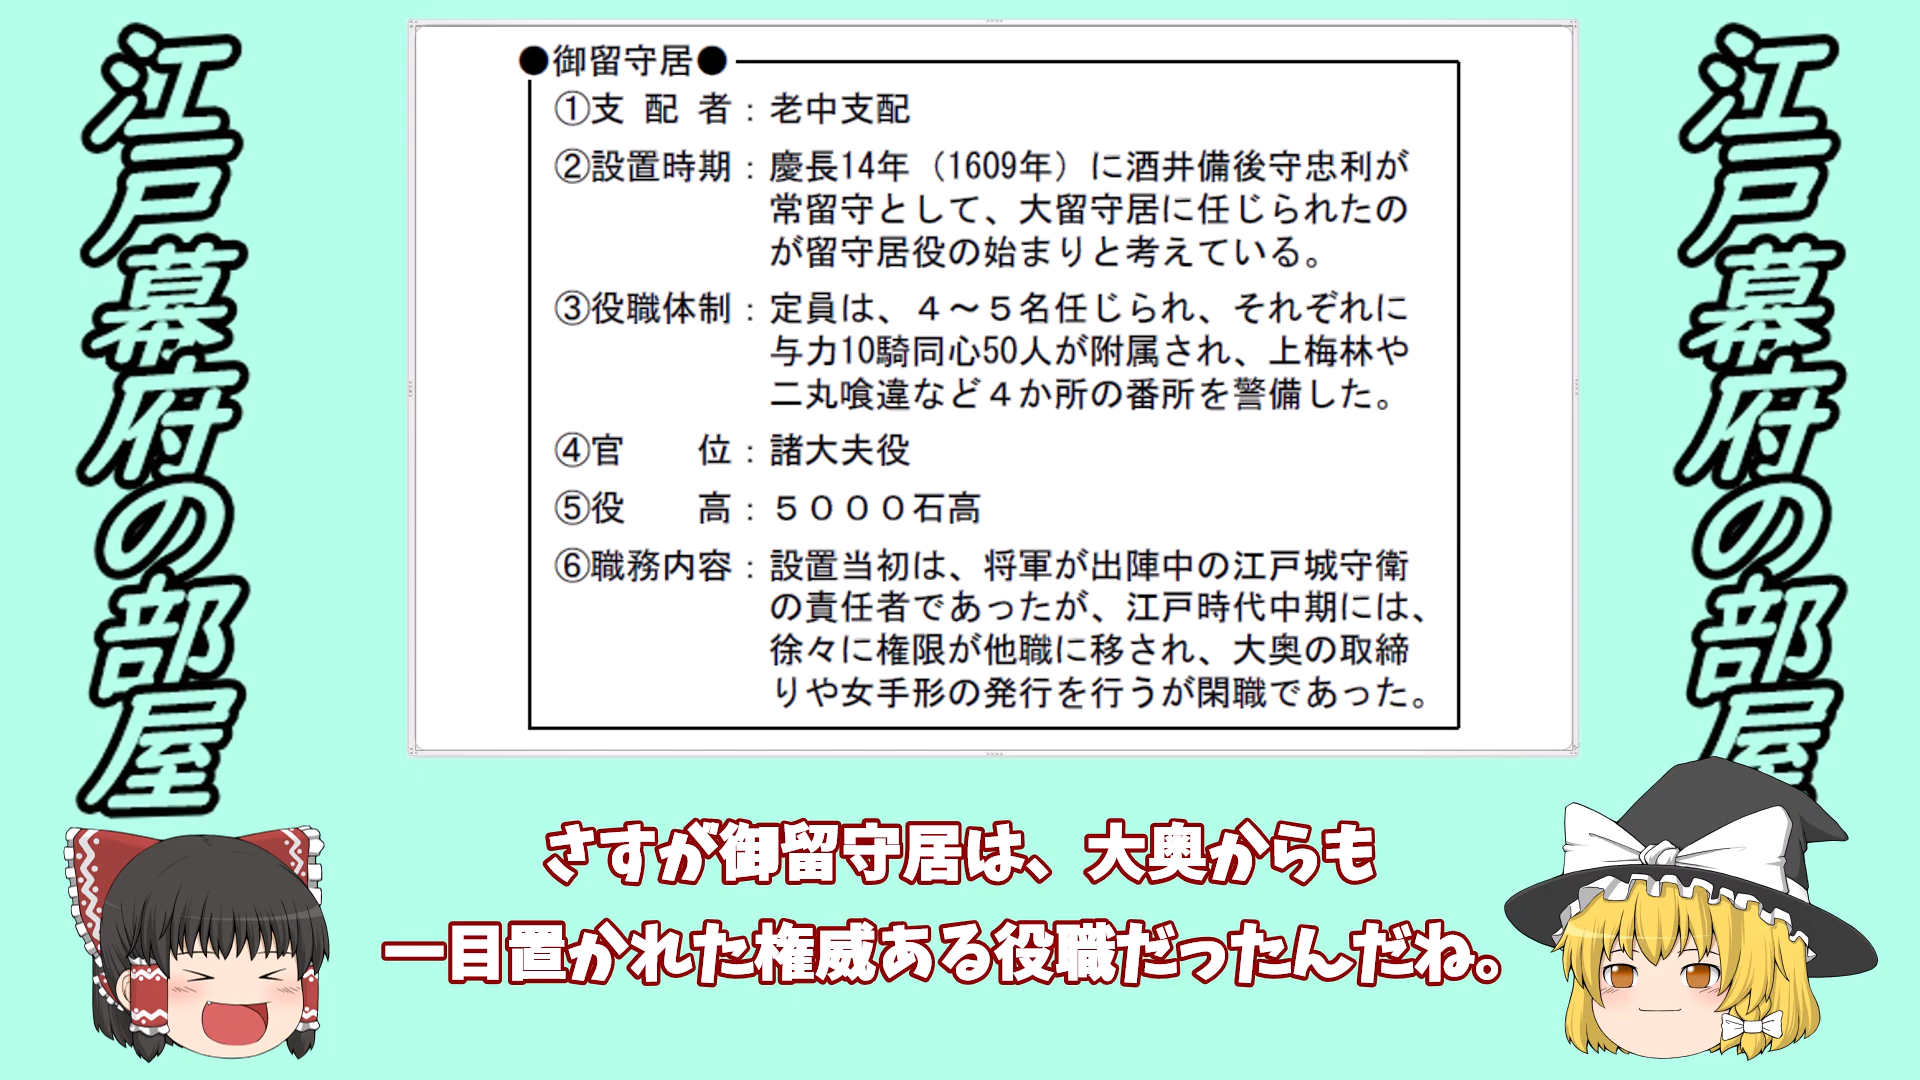 江戸幕府の部屋
●御留守居●
①支配者：老中支配
②設置時期：慶長14年（1609年）に酒井備後守忠利が
常留守として、大留守居に任じられたの
が留守居役の始まりと考えている。
③役職体制：定員は、４～５名任じられ、それぞれに
与力10騎同心50人が附属され、上梅林や
二丸喰違など４か所の番所を警備した。
④官位：諸大夫役
⑤役高：５０００石高
⑥職務内容：設置当初は、将軍が出陣中の江戸城守衛
の責任者であったが、江戸時代中期には、
徐々に権限が他職に移され、大奥の取締
りや女手形の発行を行うが閑職であった。
江戸幕府の部屋
さすが御留守居は、大奥からも
一目置かれた権威ある役職だったんだね。